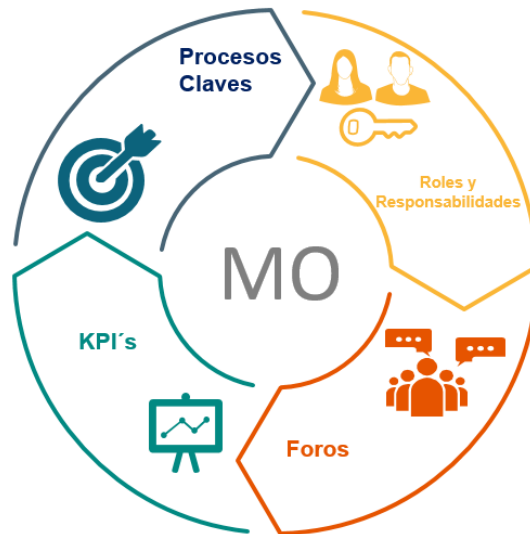 Procesos
Claves
Roles y
Responsabilidades
MO
KPI´s
Foros